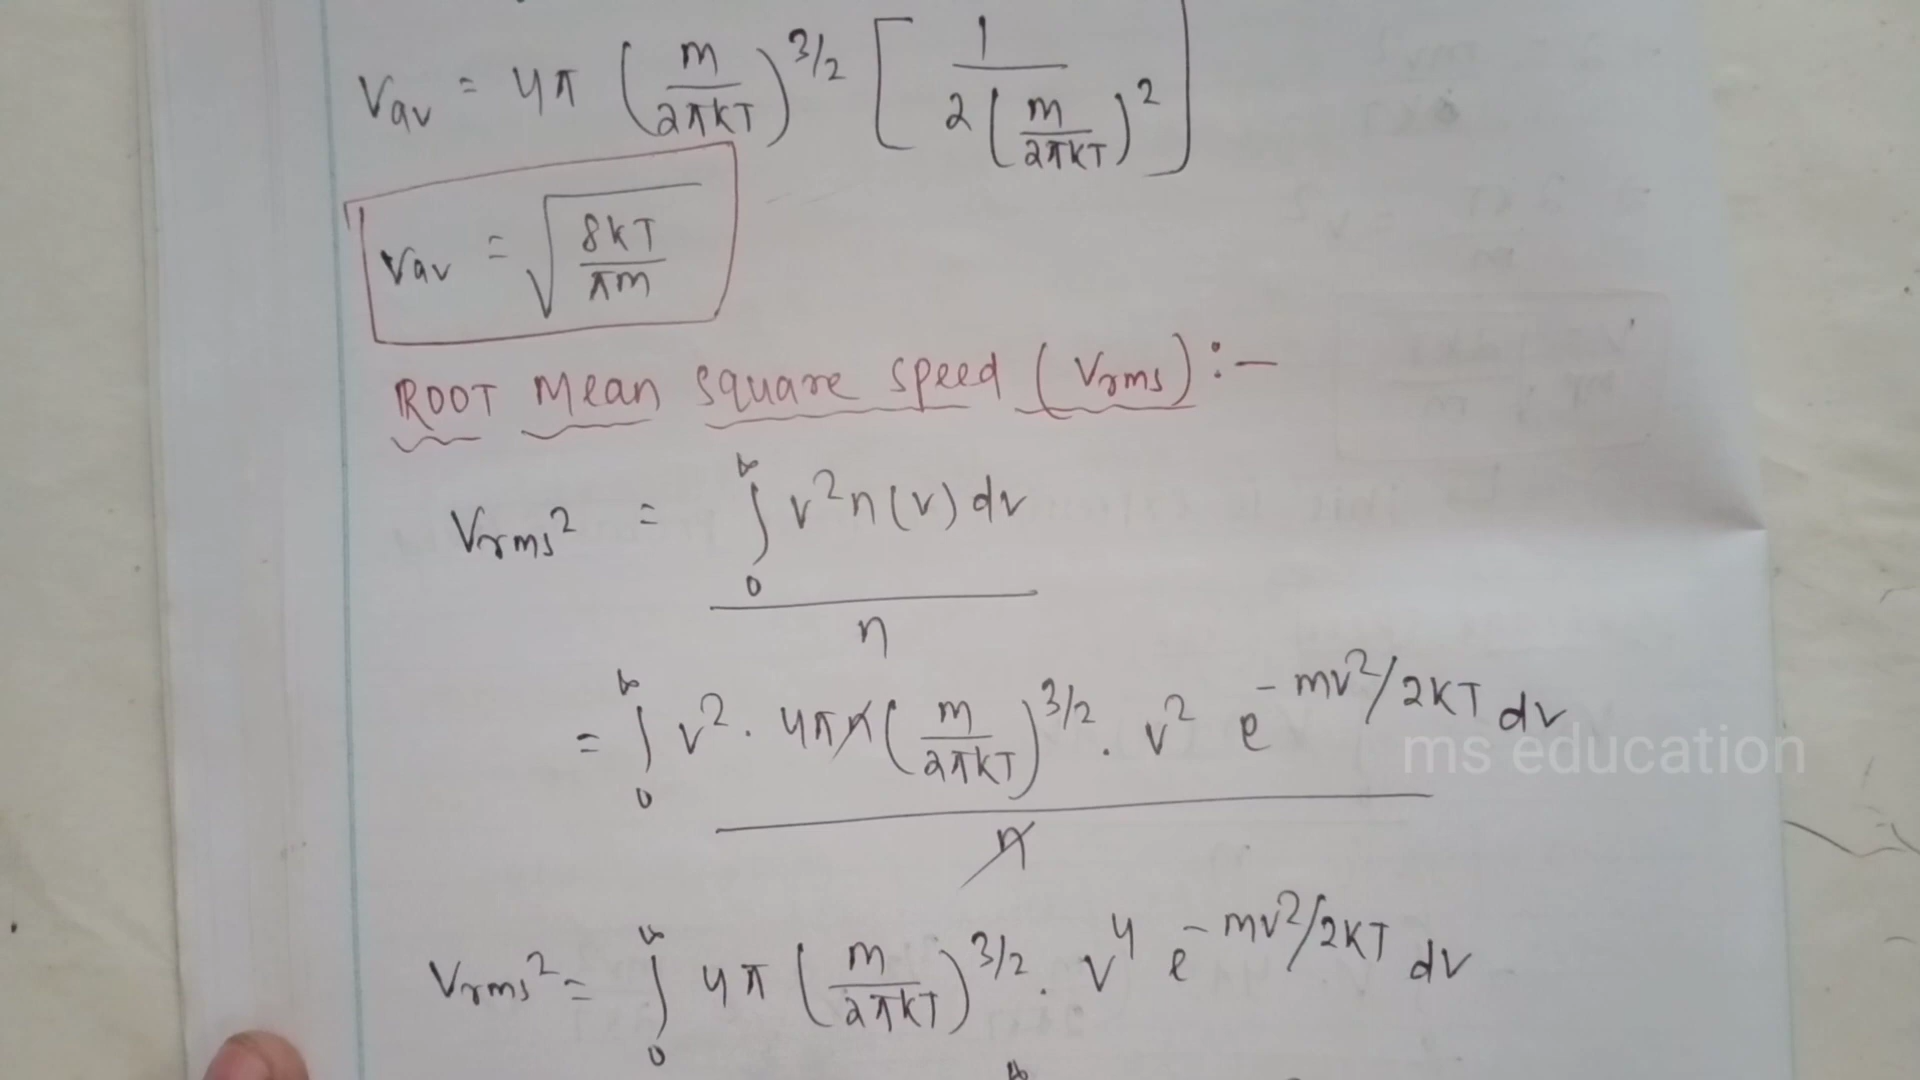 Vav = 4π (m/2πKT)^3/2 [1/2(m/2πKT)^2]
Vav = √(8KT/πm)
ROOT Mean square speed (Vrms) :-
Vrms² = ∫₀^∞ v² n(v) dv / n
= ∫₀^∞ v² . 4πn (m/2πKT)^3/2 . v² e^-mv²/2KT dv / n
ms education
Vrms² = ∫₀^∞ 4π (m/2πKT)^3/2 . v⁴ e^-mv²/2KT dv